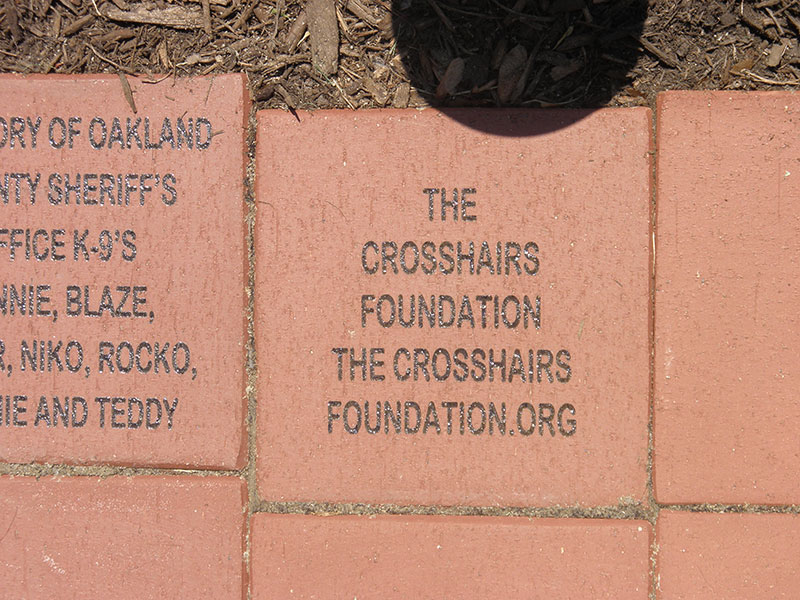 ORY OF OAKLAND
NTY SHERIFF'S
FFICE K-9'S
NNIE, BLAZE,
R, NIKO, ROCKO,
IE AND TEDDY
THE
CROSSHAIRS
FOUNDATION
THE CROSSHAIRS
FOUNDATION.ORG